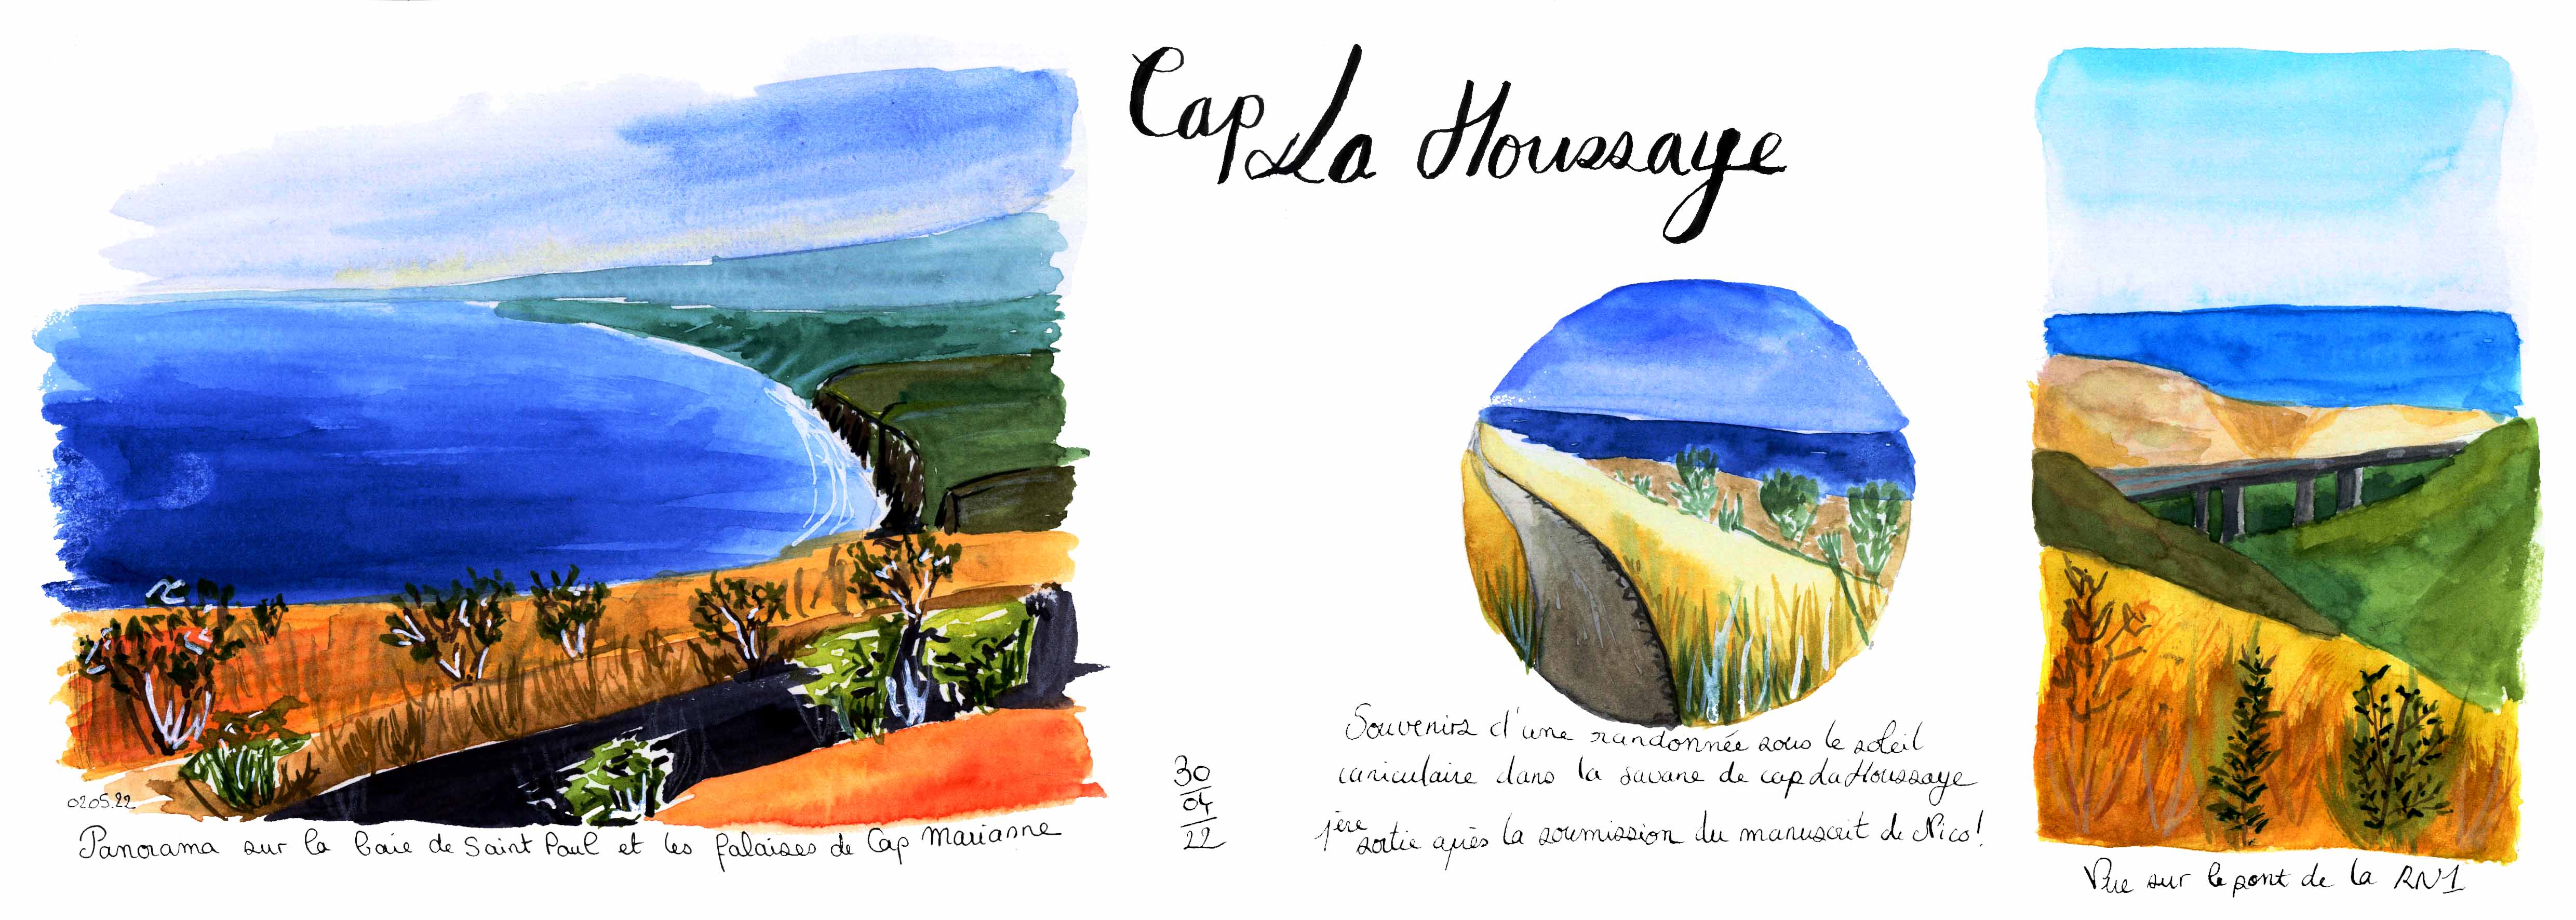 Cap La Houssaye
02.05.22
Panorama sur la baie de Saint Paul et les falaises de Cap Marianne
30
04
22
Souvenirs d'une randonnée sous le soleil
caniculaire dans la savane de cap La Houssaye
1ère sortie après la soumission du manuscrit de Nico!
Vue sur le pont de la RN1